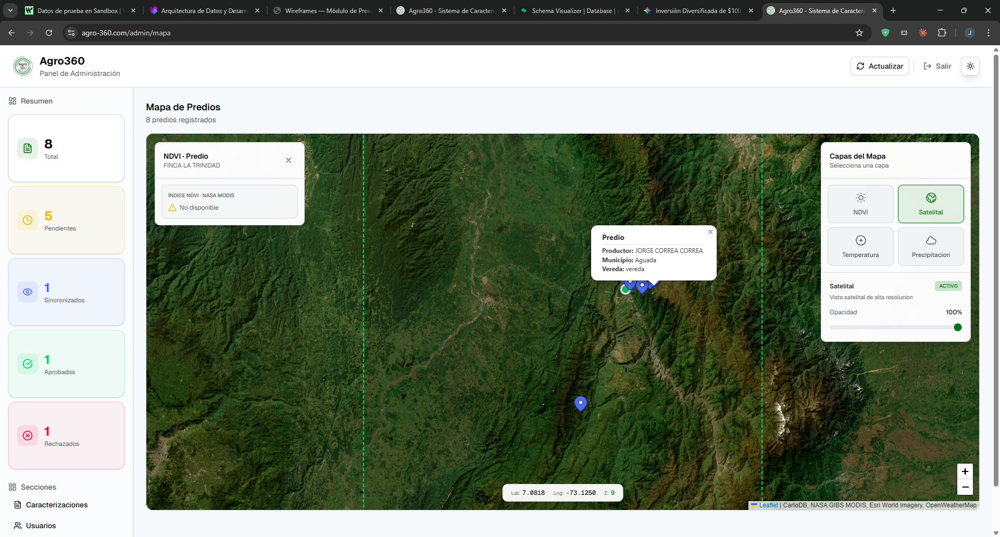 Datos de prueba en Sandbox |
Arquitectura de Datos y Desarro
Wireframes — Módulo de Pres
Agro360 - Sistema de Caracteri
Schema Visualizer | Database |
Inversión Diversificada de $100
Agro360 - Sistema de Caracteri
agro-360.com/admin/mapa
J
Agro 360
Agro360
Panel de Administración
Actualizar
Salir
Resumen
8
Total
5
Pendientes
1
Sincronizados
1
Aprobados
1
Rechazados
Secciones
Caracterizaciones
Usuarios
Mapa de Predios
8 predios registrados
NDVI · Predio
FINCA LA TRINIDAD
ÍNDICE NDVI · NASA MODIS
No disponible
Predio
Productor: JORGE CORREA CORREA
Municipio: Aguada
Vereda: vereda
Capas del Mapa
Selecciona una capa
NDVI
Satelital
Temperatura
Precipitacion
Satelital
ACTIVO
Vista satelital de alta resolucion
Opacidad
100%
+
−
Lat: 7.0818 Lng: -73.1250 Z: 9
Leaflet | CartoDB, NASA GIBS MODIS, Esri World Imagery, OpenWeatherMap